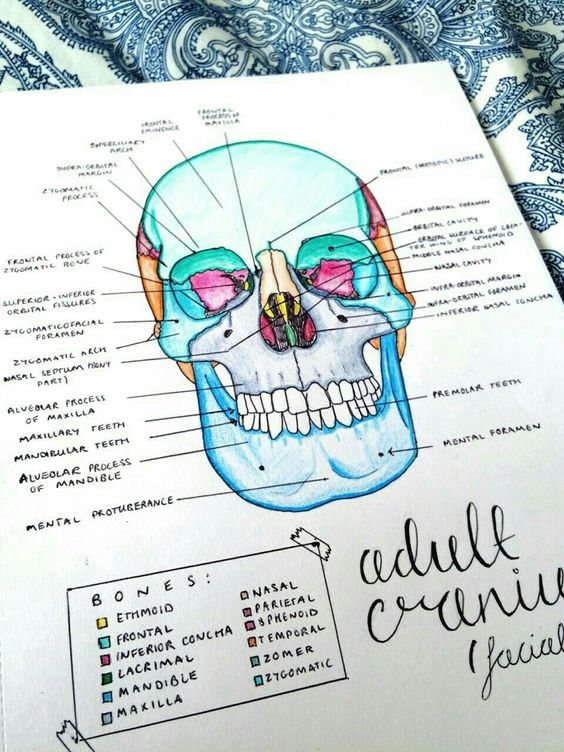 FRONTAL
PROCESS OF
MAXILLA
FRONTAL
EMINENCE
SUPERCILIARY
ARCH
SUPRA-ORBITAL
MARGIN
ZYGOMATIC
PROCESS
FRONTAL PROCESS OF
ZYGOMATIC BONE
SUPERIOR + INFERIOR
ORBITAL FISSURES
ZYGOMATICOFACIAL
FORAMEN
ZYGOMATIC ARCH
NASAL SEPTUM (BONY
PART)
ALVEOLAR PROCESS
OF MAXILLA
MAXILLARY TEETH
MANDIBULAR TEETH
ALVEOLAR PROCESS
OF MANDIBLE
MENTAL PROTUBERANCE
FRONTAL (METOPIC) SUTURE
SUPRA-ORBITAL FORAMEN
ORBITAL CAVITY
ORBITAL SURFACE OF GREA-
TER WING OF SPHENOID
MIDDLE NASAL CONCHA
NASAL CAVITY
INFRA-ORBITAL MARGIN
INFRA-ORBITAL FORAMEN
INFERIOR NASAL CONCHA
PREMOLAR TEETH
MENTAL FORAMEN
BONES:
ETHMOID
FRONTAL
INFERIOR CONCHA
LACRIMAL
MANDIBLE
MAXILLA
NASAL
PARIETAL
SPHENOID
TEMPORAL
ZOMER
ZYGOMATIC
adult
craniu
(facial